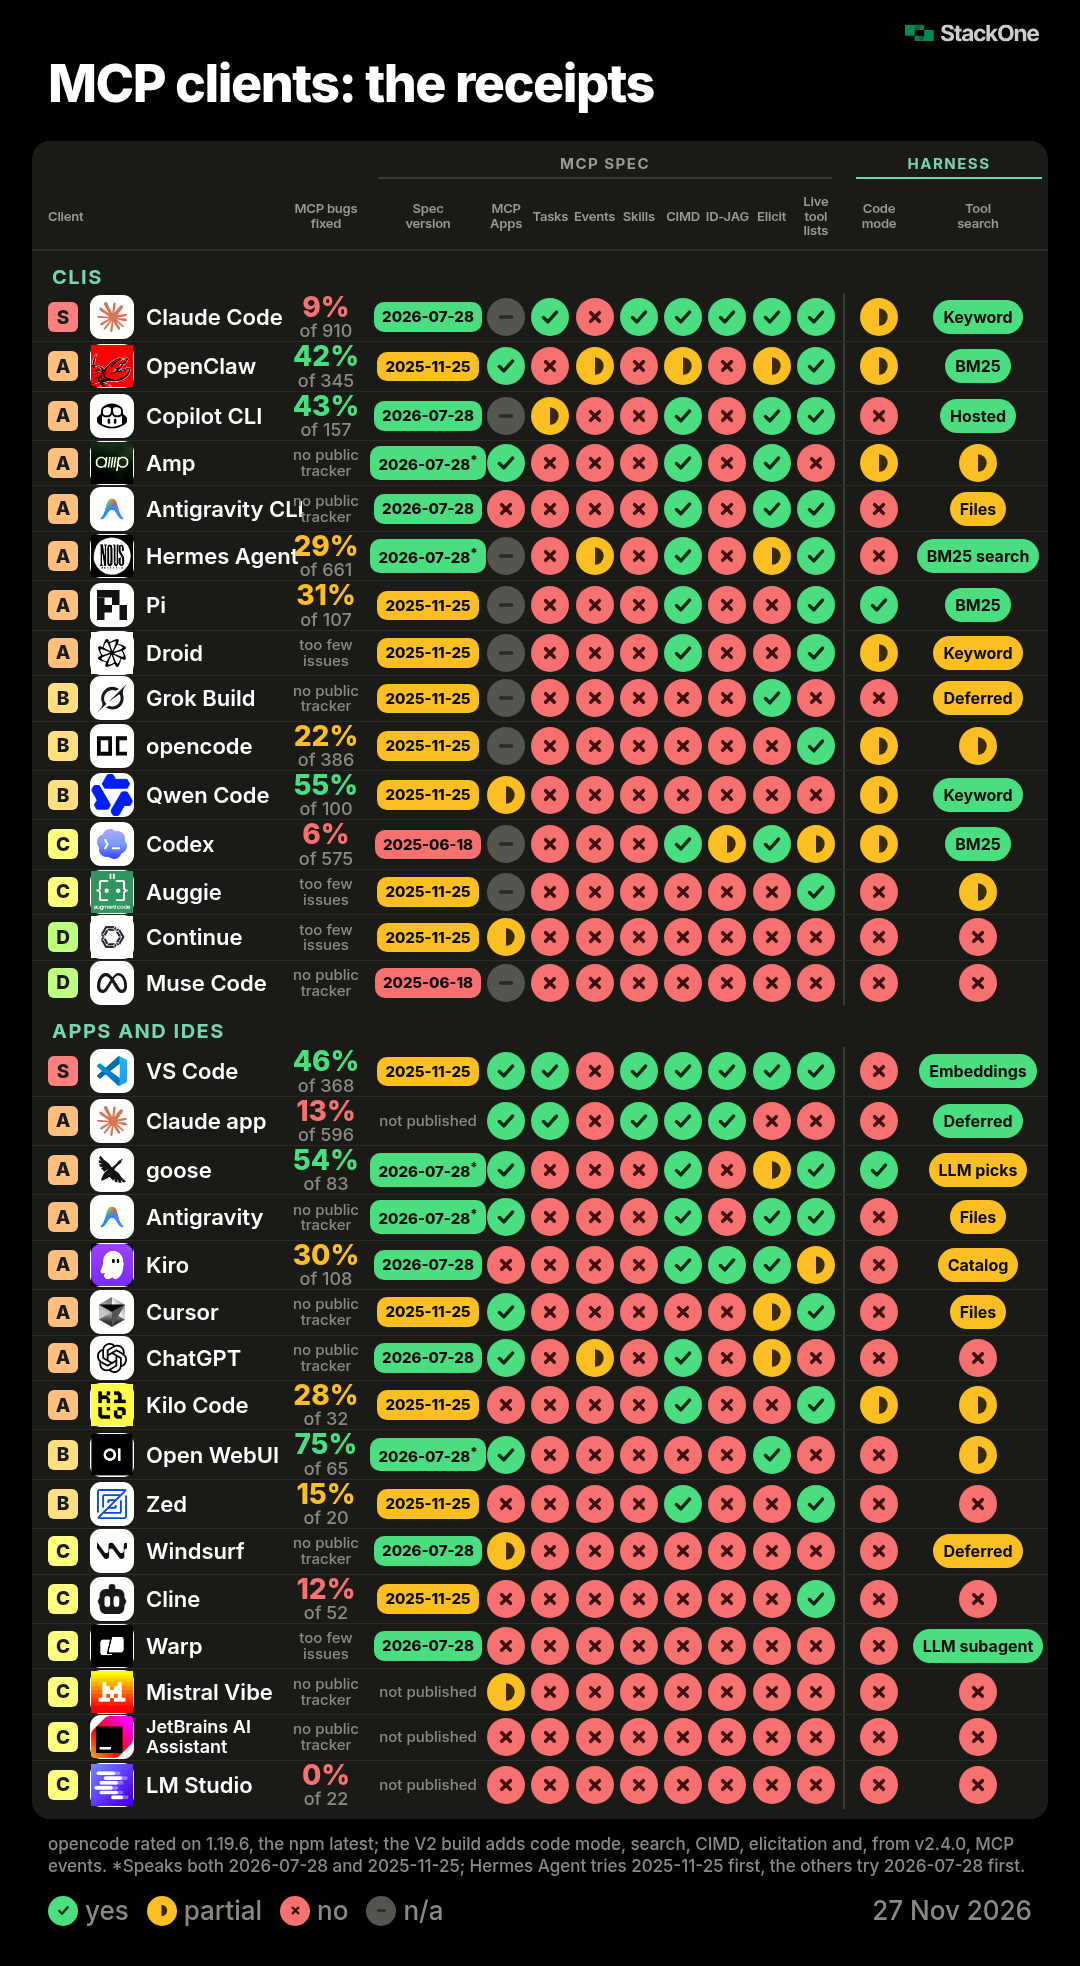 StackOne
MCP clients: the receipts
MCP SPEC
HARNESS
Client
MCP bugs fixed
Spec version
MCP Apps
Tasks
Events
Skills
CIMD
ID-JAG
Elicit
Live tool lists
Code mode
Tool search
CLIS
S Claude Code 9% of 910 2026-07-28 Keyword
A OpenClaw 42% of 345 2025-11-25 BM25
A Copilot CLI 43% of 157 2026-07-28 Hosted
A amp Amp no public tracker 2026-07-28*
A Antigravity CLI no public tracker 2026-07-28 Files
A NOUS Hermes Agent 29% of 661 2026-07-28* BM25 search
A Pi 31% of 107 2025-11-25 BM25
A Droid too few issues 2025-11-25 Keyword
B Grok Build no public tracker 2025-11-25 Deferred
B opencode 22% of 386 2025-11-25
B Qwen Code 55% of 100 2025-11-25 Keyword
C Codex 6% of 575 2025-06-18 BM25
C augment code Auggie too few issues 2025-11-25
D Continue too few issues 2025-11-25
D Muse Code no public tracker 2025-06-18
APPS AND IDES
S VS Code 46% of 368 2025-11-25 Embeddings
A Claude app 13% of 596 not published Deferred
A goose 54% of 83 2026-07-28* LLM picks
A Antigravity no public tracker 2026-07-28* Files
A Kiro 30% of 108 2026-07-28 Catalog
A Cursor no public tracker 2025-11-25 Files
A ChatGPT no public tracker 2026-07-28
A Kilo Code 28% of 32 2025-11-25
B OI Open WebUI 75% of 65 2026-07-28*
B Zed 15% of 20 2025-11-25
C Windsurf no public tracker 2026-07-28 Deferred
C Cline 12% of 52 2025-11-25
C Warp too few issues 2026-07-28 LLM subagent
C Mistral Vibe no public tracker not published
C JetBrains AI Assistant no public tracker not published
C LM Studio 0% of 22 not published
opencode rated on 1.19.6, the npm latest; the V2 build adds code mode, search, CIMD, elicitation and, from v2.4.0, MCP
events. *Speaks both 2026-07-28 and 2025-11-25; Hermes Agent tries 2025-11-25 first, the others try 2026-07-28 first.
yes partial no n/a
27 Nov 2026